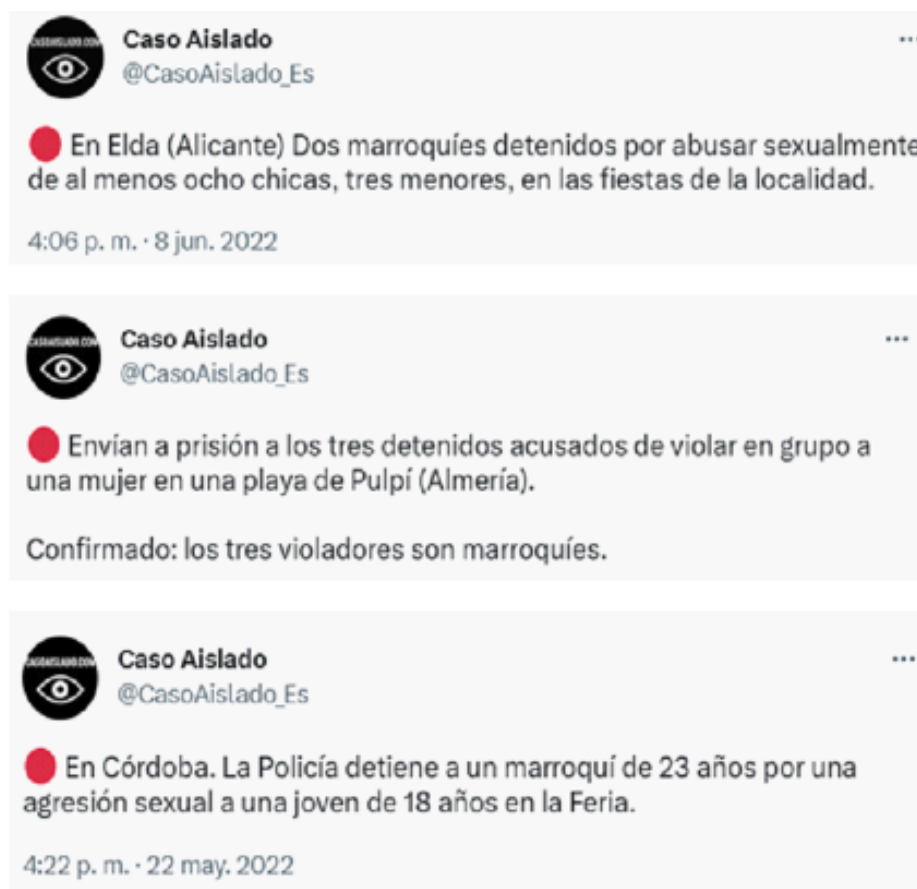 Caso Aislado
@CasoAislado_Es
En Elda (Alicante) Dos marroquíes detenidos por abusar sexualmente
de al menos ocho chicas, tres menores, en las fiestas de la localidad.
4:06 p. m. · 8 jun. 2022
Caso Aislado
@CasoAislado_Es
Envían a prisión a los tres detenidos acusados de violar en grupo a
una mujer en una playa de Pulpí (Almería).
Confirmado: los tres violadores son marroquíes.
Caso Aislado
@CasoAislado_Es
En Córdoba. La Policía detiene a un marroquí de 23 años por una
agresión sexual a una joven de 18 años en la Feria.
4:22 p. m. · 22 may. 2022